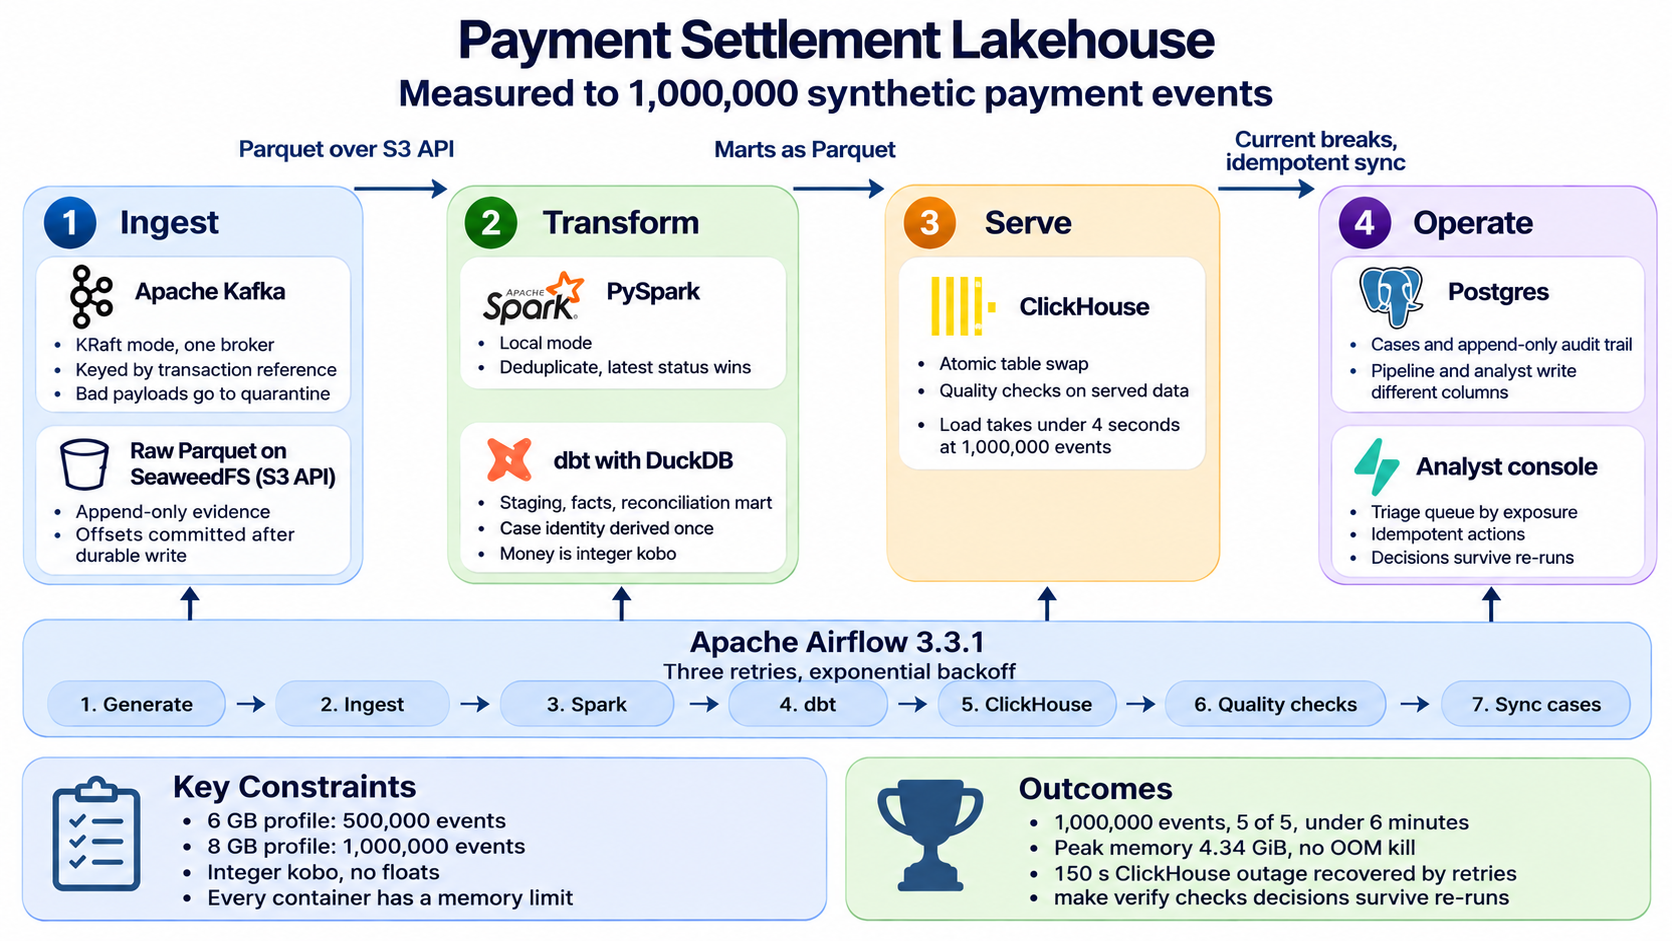 Payment Settlement Lakehouse
Measured to 1,000,000 synthetic payment events
Parquet over S3 API
Marts as Parquet
Current breaks,
idempotent sync
1 Ingest
Apache Kafka
• KRaft mode, one broker
• Keyed by transaction reference
• Bad payloads go to quarantine
Raw Parquet on
SeaweedFS (S3 API)
• Append-only evidence
• Offsets committed after
durable write
2 Transform
APACHE
Spark
PySpark
• Local mode
• Deduplicate, latest status wins
dbt with DuckDB
• Staging, facts, reconciliation mart
• Case identity derived once
• Money is integer kobo
3 Serve
ClickHouse
• Atomic table swap
• Quality checks on served data
• Load takes under 4 seconds
at 1,000,000 events
4 Operate
Postgres
• Cases and append-only audit trail
• Pipeline and analyst write
different columns
Analyst console
• Triage queue by exposure
• Idempotent actions
• Decisions survive re-runs
Apache Airflow 3.3.1
Three retries, exponential backoff
1. Generate
2. Ingest
3. Spark
4. dbt
5. ClickHouse
6. Quality checks
7. Sync cases
Key Constraints
• 6 GB profile: 500,000 events
• 8 GB profile: 1,000,000 events
• Integer kobo, no floats
• Every container has a memory limit
Outcomes
• 1,000,000 events, 5 of 5, under 6 minutes
• Peak memory 4.34 GiB, no OOM kill
• 150 s ClickHouse outage recovered by retries
• make verify checks decisions survive re-runs